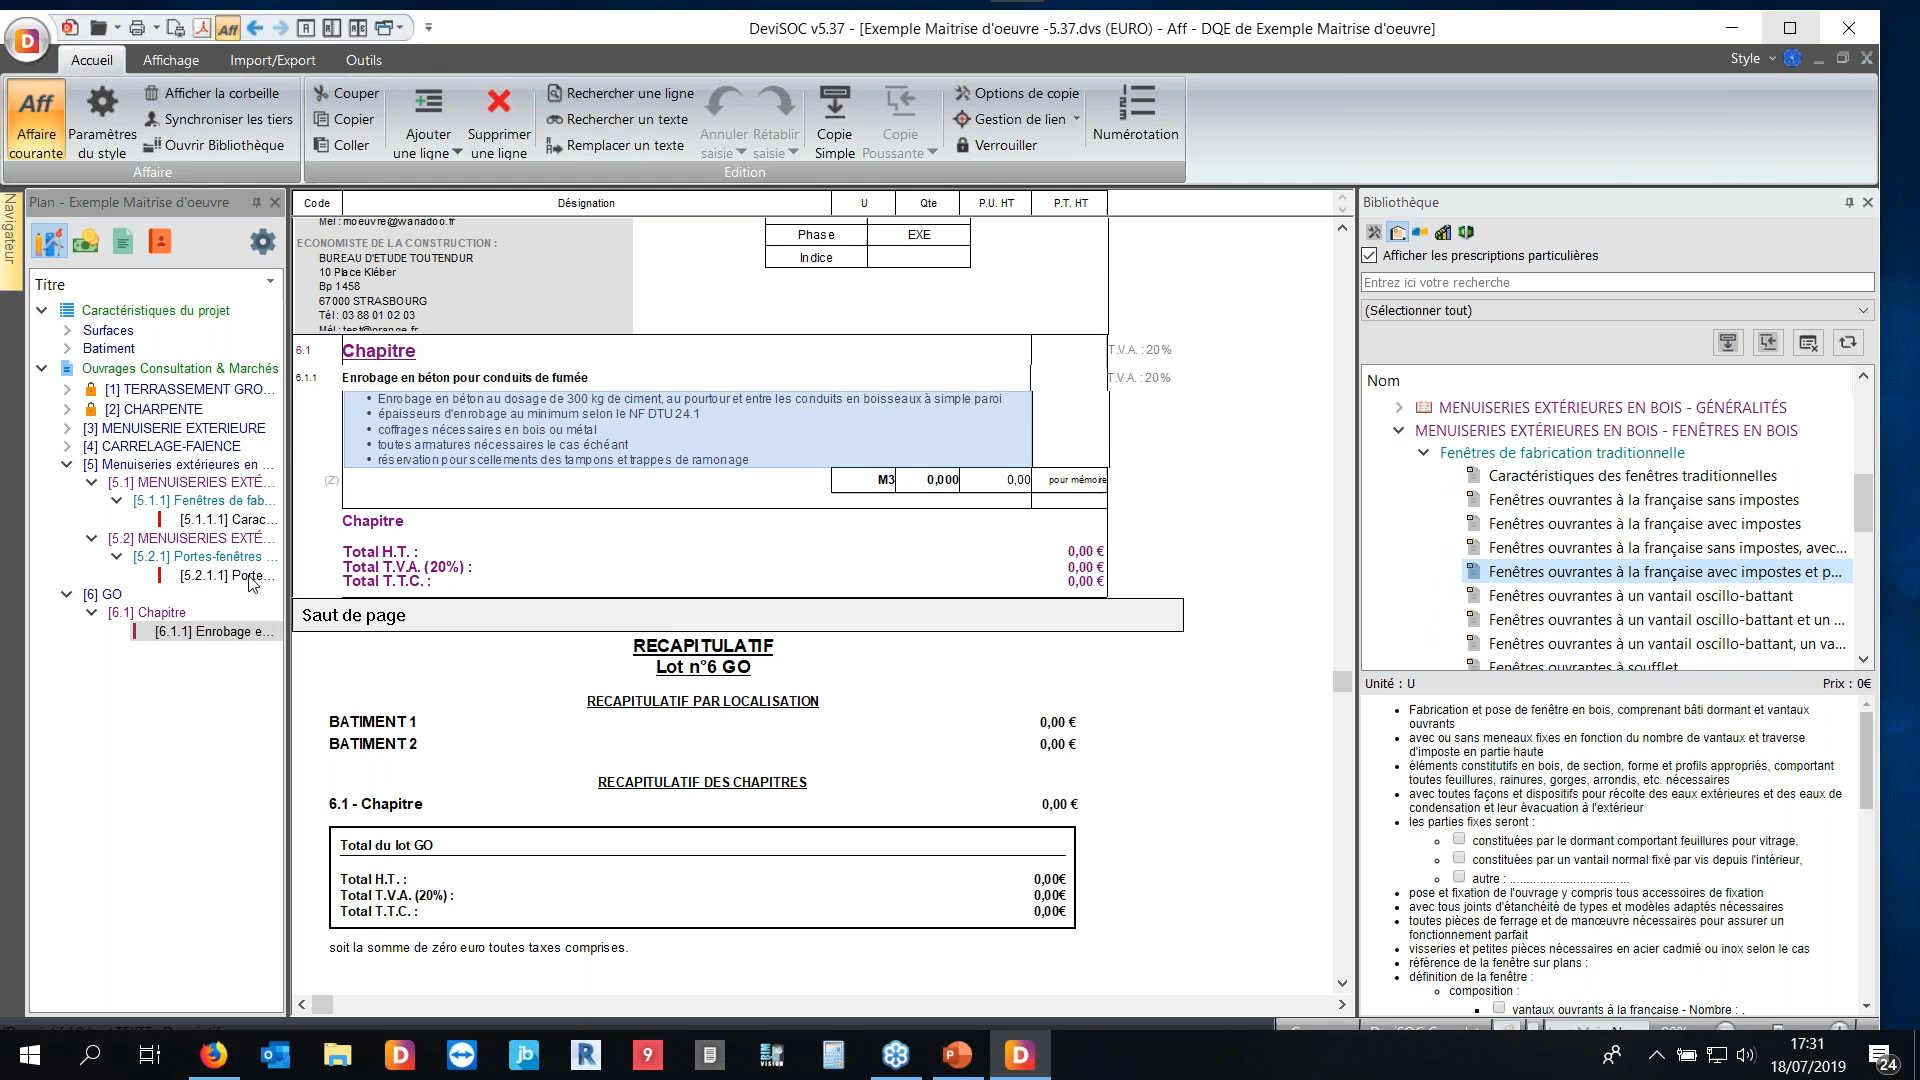 DeviSOC v5.37 - [Exemple Maitrise d'oeuvre -5.37.dvs (EURO) - Aff - DQE de Exemple Maitrise d'oeuvre]
Accueil Affichage Import/Export Outils
Style
Aff
Affaire courante
Paramètres du style
Afficher la corbeille
Synchroniser les tiers
Ouvrir Bibliothèque
Affaire
Couper
Copier
Coller
Ajouter une ligne
Supprimer une ligne
Rechercher une ligne
Rechercher un texte
Remplacer un texte
Annuler saisie
Rétablir saisie
Copie Simple
Copie Poussante
Options de copie
Gestion de lien
Verrouiller
Numérotation
Edition
Navigateur
Plan - Exemple Maitrise d'oeuvre
Titre
Caractéristiques du projet
Surfaces
Batiment
Ouvrages Consultation & Marchés
[1] TERRASSEMENT GRO...
[2] CHARPENTE
[3] MENUISERIE EXTERIEURE
[4] CARRELAGE-FAIENCE
[5] Menuiseries extérieures en ...
[5.1] MENUISERIES EXTÉ...
[5.1.1] Fenêtres de fab...
[5.1.1.1] Carac...
[5.2] MENUISERIES EXTÉ...
[5.2.1] Portes-fenêtres ...
[5.2.1.1] Porte...
[6] GO
[6.1] Chapitre
[6.1.1] Enrobage e...
Code Désignation U Qte P.U. HT P.T. HT
Mel : moeuvre@wanadoo.fr
ECONOMISTE DE LA CONSTRUCTION :
BUREAU D'ETUDE TOUTENDUR
10 Place Kléber
Bp 1458
67000 STRASBOURG
Tél : 03 88 01 02 03
Mél : test@orange.fr
Phase EXE
Indice
6.1 Chapitre T.V.A. : 20%
6.1.1 Enrobage en béton pour conduits de fumée T.V.A. : 20%
• Enrobage en béton au dosage de 300 kg de ciment, au pourtour et entre les conduits en boisseaux à simple paroi
• épaisseurs d'enrobage au minimum selon le NF DTU 24.1
• coffrages nécessaires en bois ou métal
• toutes armatures nécessaires le cas échéant
• réservation pour scellements des tampons et trappes de ramonage
(Z) M3 0,000 0,00 pour mémoire
Chapitre
Total H.T. : 0,00 €
Total T.V.A. (20%) : 0,00 €
Total T.T.C. : 0,00 €
Saut de page
RECAPITULATIF
Lot n°6 GO
RECAPITULATIF PAR LOCALISATION
BATIMENT 1 0,00 €
BATIMENT 2 0,00 €
RECAPITULATIF DES CHAPITRES
6.1 - Chapitre 0,00 €
Total du lot GO
Total H.T. : 0,00€
Total T.V.A. (20%) : 0,00€
Total T.T.C. : 0,00€
soit la somme de zéro euro toutes taxes comprises.
Bibliothèque
Afficher les prescriptions particulières
Entrez ici votre recherche
(Sélectionner tout)
Nom
MENUISERIES EXTÉRIEURES EN BOIS - GÉNÉRALITÉS
MENUISERIES EXTÉRIEURES EN BOIS - FENÊTRES EN BOIS
Fenêtres de fabrication traditionnelle
Caractéristiques des fenêtres traditionnelles
Fenêtres ouvrantes à la française sans impostes
Fenêtres ouvrantes à la française avec impostes
Fenêtres ouvrantes à la française sans impostes, avec...
Fenêtres ouvrantes à la française avec impostes et p...
Fenêtres ouvrantes à un vantail oscillo-battant
Fenêtres ouvrantes à un vantail oscillo-battant et un ...
Fenêtres ouvrantes à un vantail oscillo-battant, un va...
Fenêtres ouvrantes à soufflet
Unité : U Prix : 0€
• Fabrication et pose de fenêtre en bois, comprenant bâti dormant et vantaux
ouvrants
• avec ou sans meneaux fixes en fonction du nombre de vantaux et traverse
d'imposte en partie haute
• éléments constitutifs en bois, de section, forme et profils appropriés, comportant
toutes feuillures, rainures, gorges, arrondis, etc. nécessaires
• avec toutes façons et dispositifs pour récolte des eaux extérieures et des eaux de
condensation et leur évacuation à l'extérieur
• les parties fixes seront :
constituées par le dormant comportant feuillures pour vitrage,
constituées par un vantail normal fixé par vis depuis l'intérieur,
autre : ....................................
• pose et fixation de l'ouvrage y compris tous accessoires de fixation
• avec tous joints d'étanchéité de types et modèles adaptés nécessaires
• toutes pièces de ferrage et de manœuvre nécessaires pour assurer un
fonctionnement parfait
• visseries et petites pièces nécessaires en acier cadmié ou inox selon le cas
• référence de la fenêtre sur plans :
• définition de la fenêtre :
composition :
vantaux ouvrants à la française - Nombre : .
17:31
18/07/2019
24